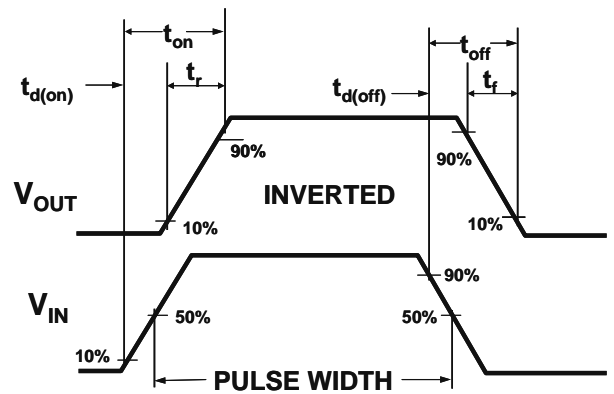 t_on t_off
t_d(on) t_r t_d(off) t_f
90% 90%
V_OUT INVERTED
10% 10%
90%
V_IN 50% 50%
10%
PULSE WIDTH